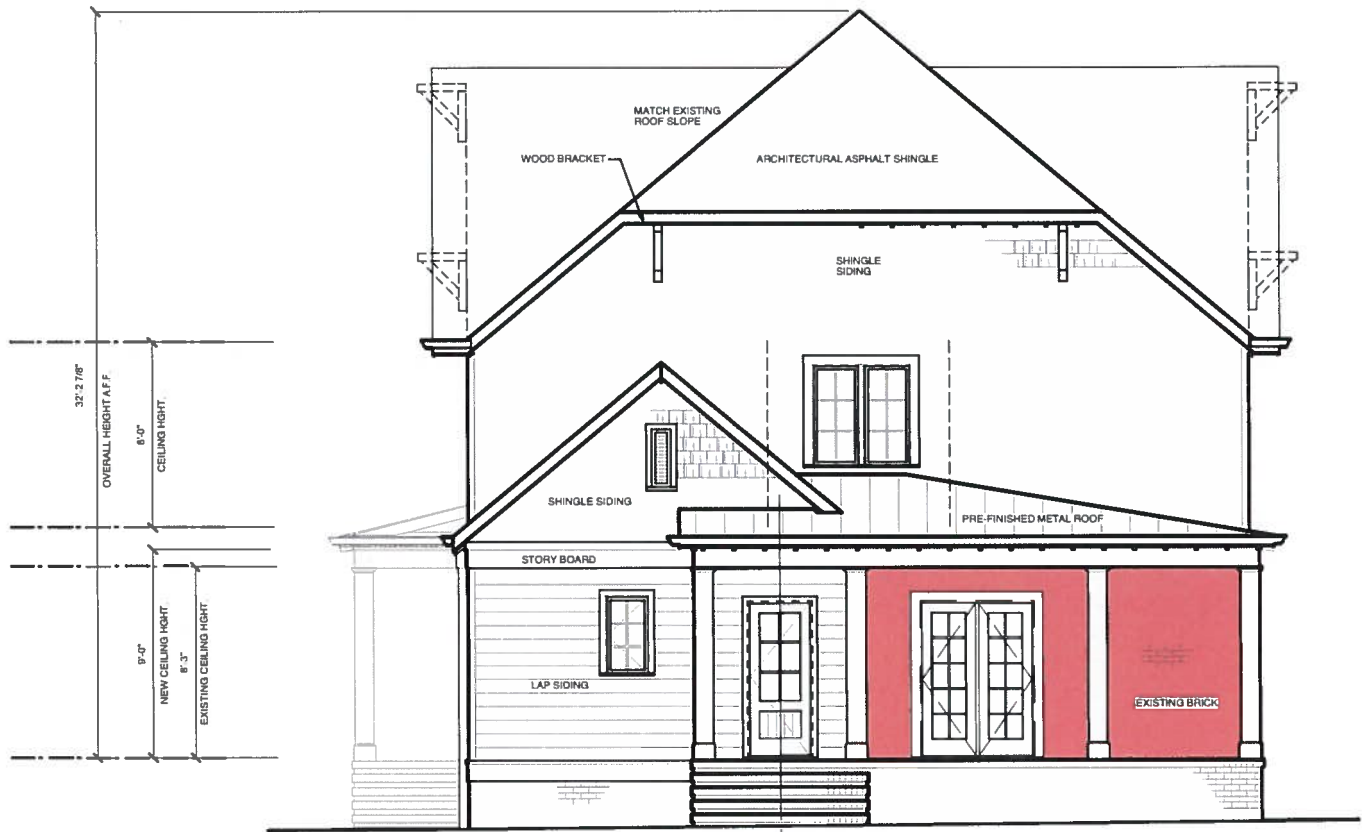 MATCH EXISTING
ROOF SLOPE
WOOD BRACKET
ARCHITECTURAL ASPHALT SHINGLE
SHINGLE
SIDING
32'-2 7/8"
OVERALL HEIGHT A.F.F.
8'-0"
CEILING HGHT.
SHINGLE SIDING
PRE-FINISHED METAL ROOF
STORY BOARD
9'-0"
NEW CEILING HGHT.
8'-3"
EXISTING CEILING HGHT.
LAP SIDING
EXISTING BRICK